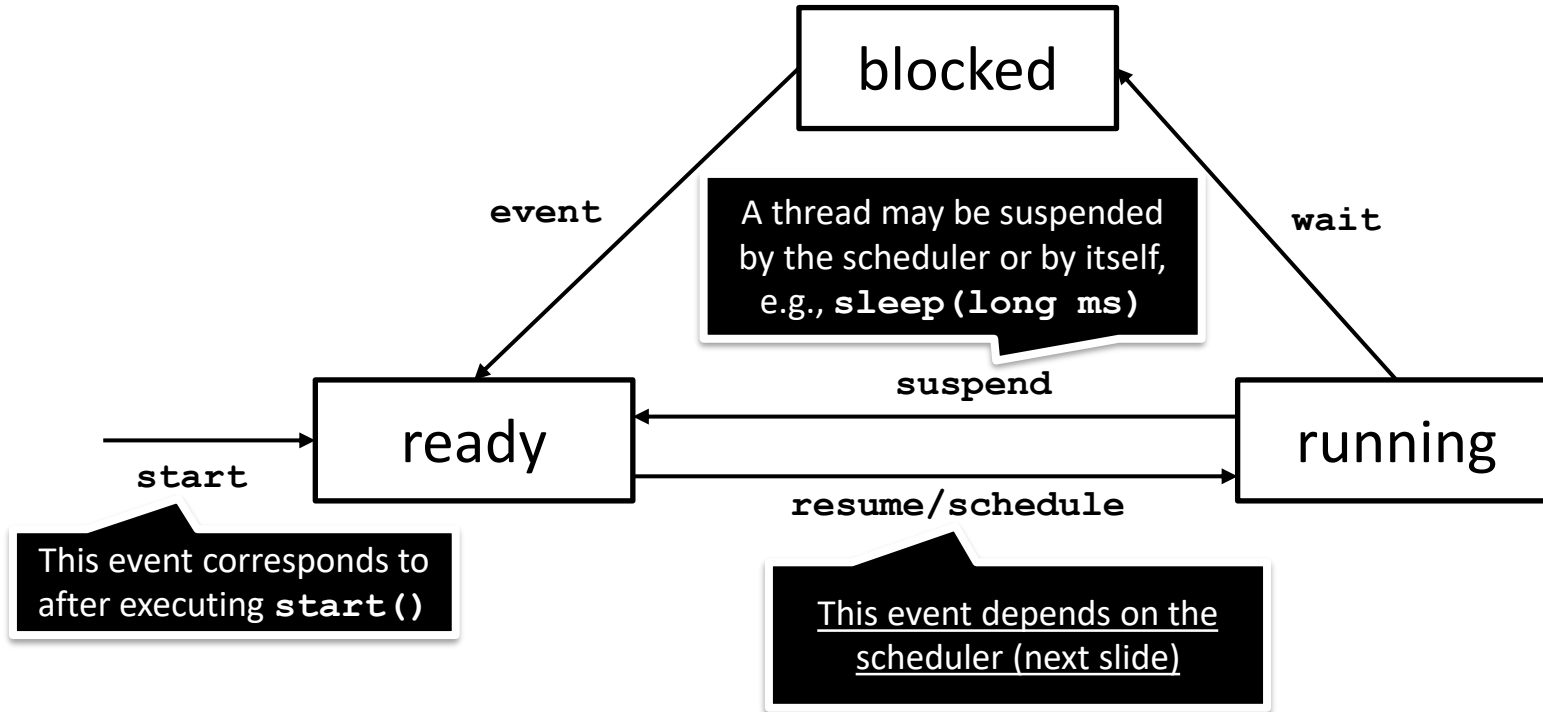 blocked
event
A thread may be suspended
by the scheduler or by itself,
e.g., sleep(long ms)
wait
suspend
ready
running
start
resume/schedule
This event corresponds to
after executing start()
This event depends on the
scheduler (next slide)